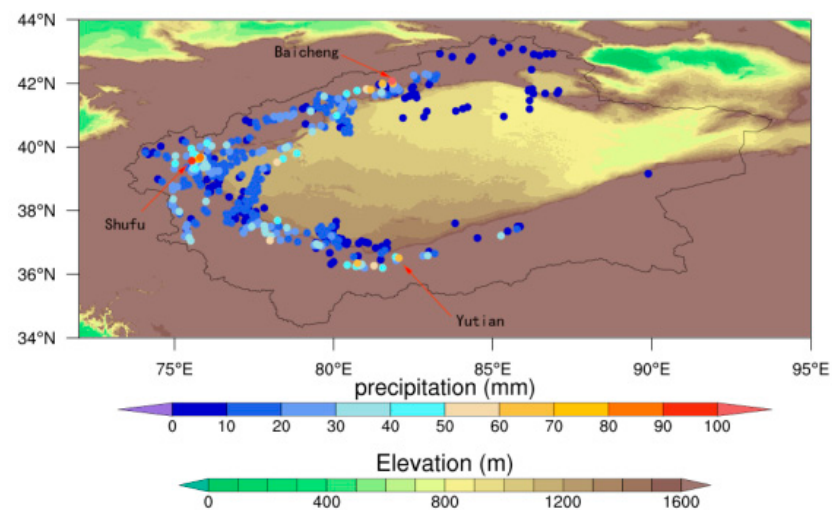 44°N
Baicheng
42°N
40°N
38°N
Shufu
36°N
Yutian
34°N
75°E 80°E 85°E 90°E 95°E
precipitation (mm)
0 10 20 30 40 50 60 70 80 90 100
Elevation (m)
0 400 800 1200 1600